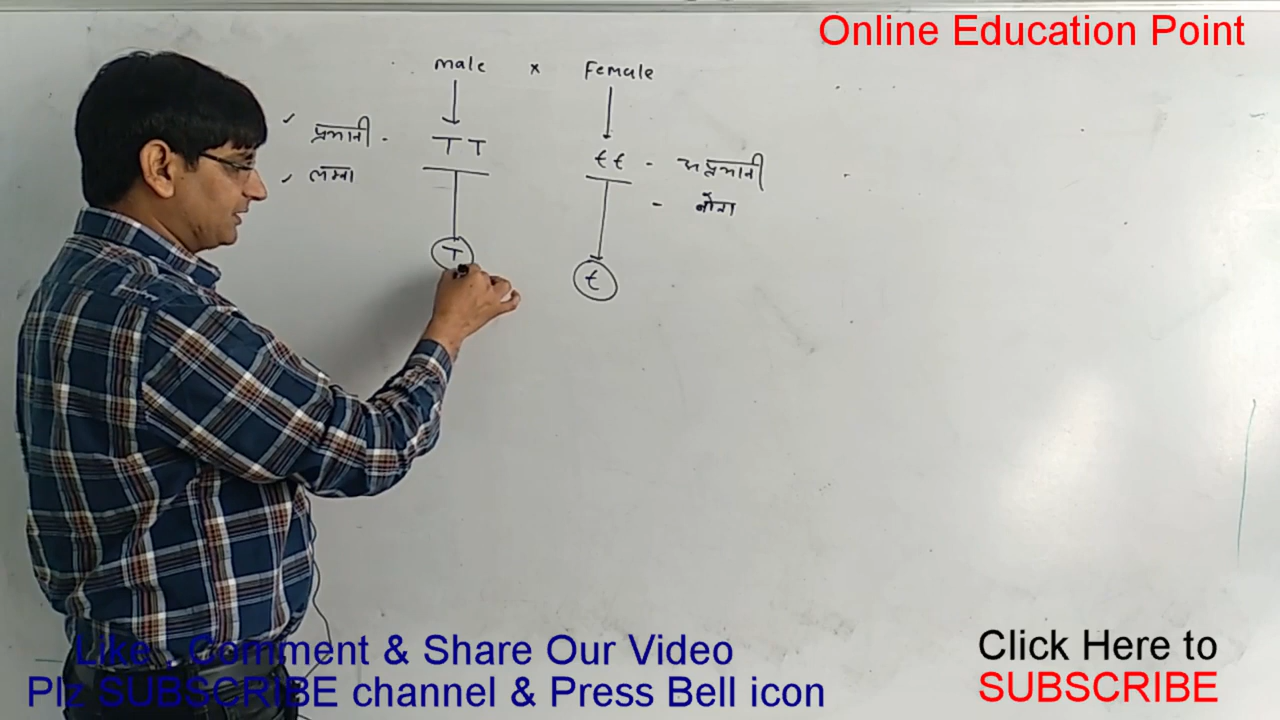 Online Education Point
male x Female
प्रभावी - TT tt - अप्रभावी
लम्बा - बौना
T t
Like , Comment & Share Our Video
Plz SUBSCRIBE channel & Press Bell icon
Click Here to
SUBSCRIBE